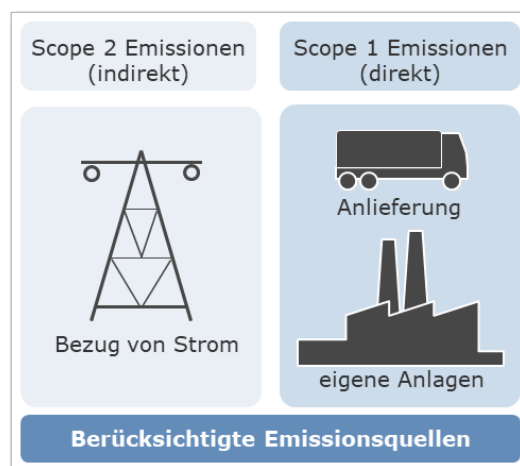 Scope 2 Emissionen
(indirekt)
Scope 1 Emissionen
(direkt)
Bezug von Strom
Anlieferung
eigene Anlagen
Berücksichtigte Emissionsquellen